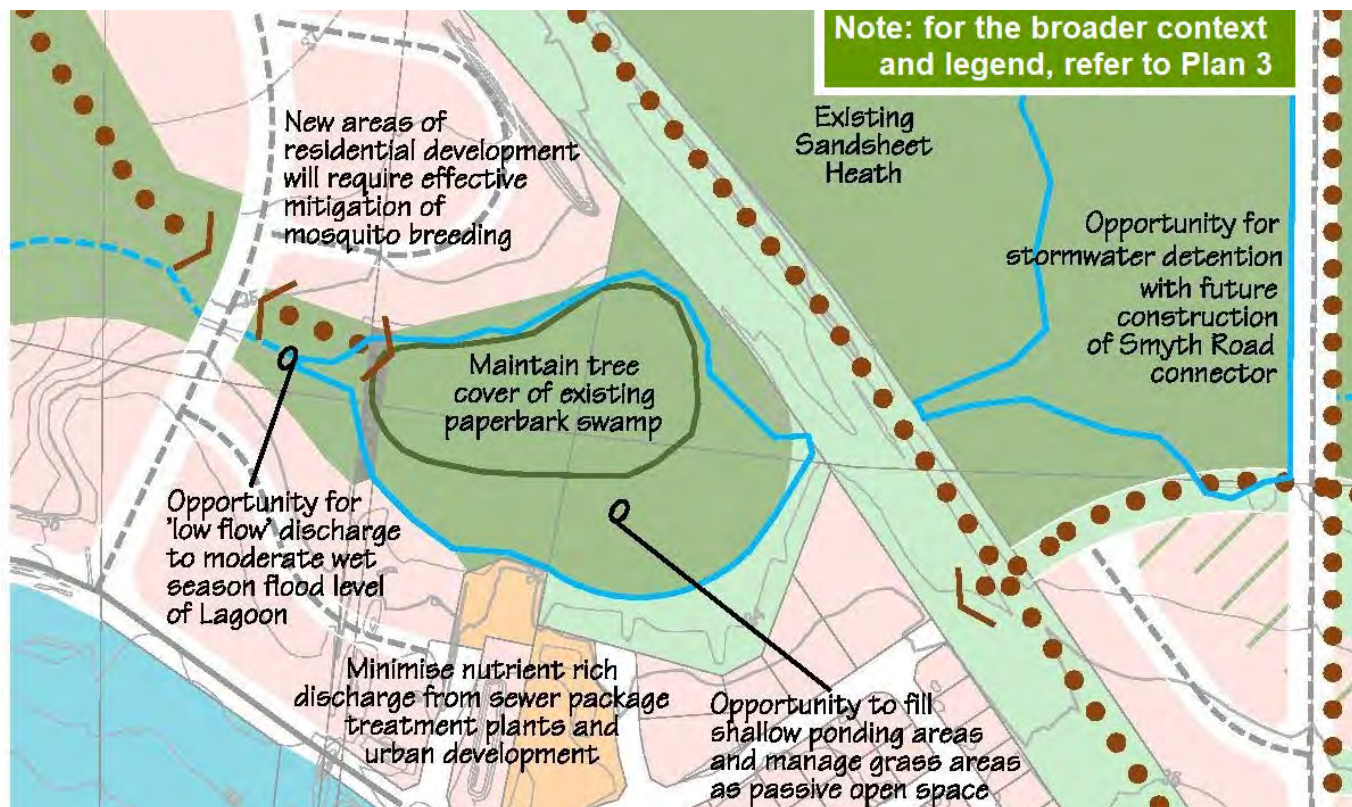 Note: for the broader context
and legend, refer to Plan 3
New areas of
residential development
will require effective
mitigation of
mosquito breeding
Existing
Sandsheet
Heath
Opportunity for
stormwater detention
with future
construction
of Smyth Road
connector
Maintain tree
cover of existing
paperbark swamp
Opportunity for
'low flow' discharge
to moderate wet
season flood level
of Lagoon
Minimise nutrient rich
discharge from sewer package
treatment plants and
urban development
Opportunity to fill
shallow ponding areas
and manage grass areas
as passive open space